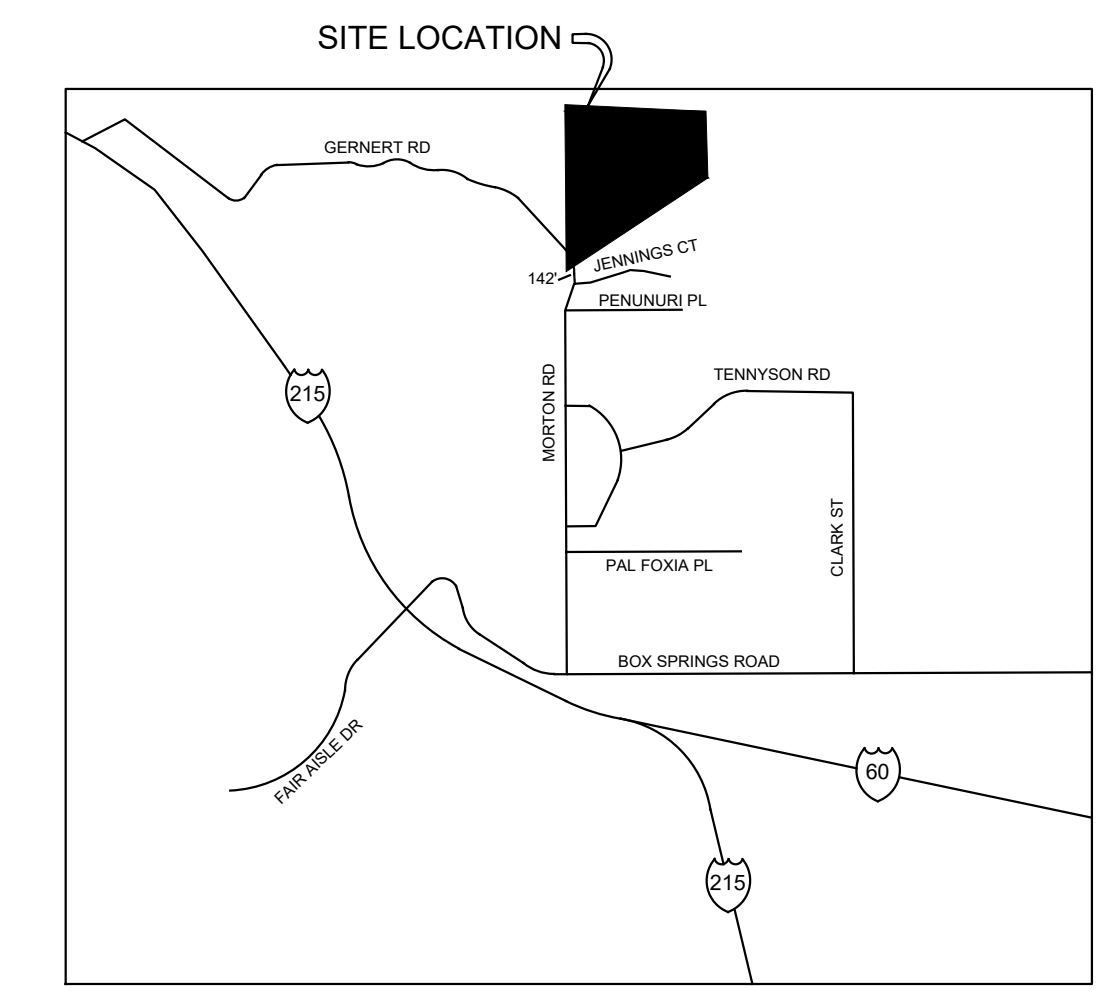 SITE LOCATION
GERNERT RD
JENNINGS CT
142'
PENUNURI PL
TENNYSON RD
215
MORTON RD
CLARK ST
PAL FOXIA PL
BOX SPRINGS ROAD
FAIR AISLE DR
60
215